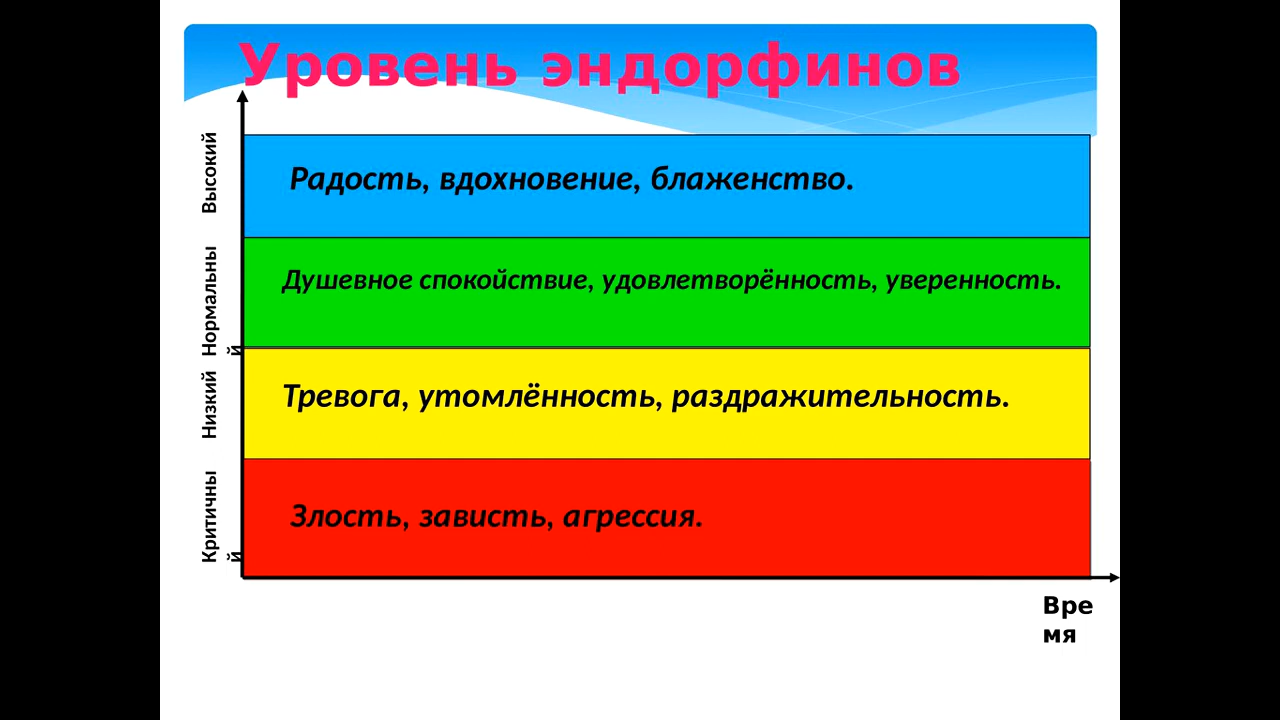 Уровень эндорфинов
Высокий
Радость, вдохновение, блаженство.
Нормальны
й
Душевное спокойствие, удовлетворённость, уверенность.
Низкий
Тревога, утомлённость, раздражительность.
Критичны
й
Злость, зависть, агрессия.
Вре
мя